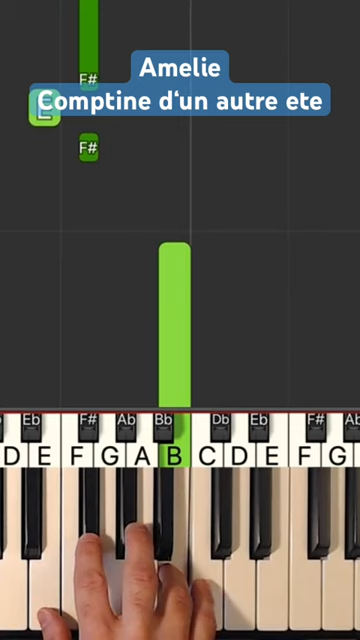 F#
Amelie
E Comptine d'un autre ete
F#
Eb F# Ab Bb Db Eb F# Ab
D E F G A B C D E F G